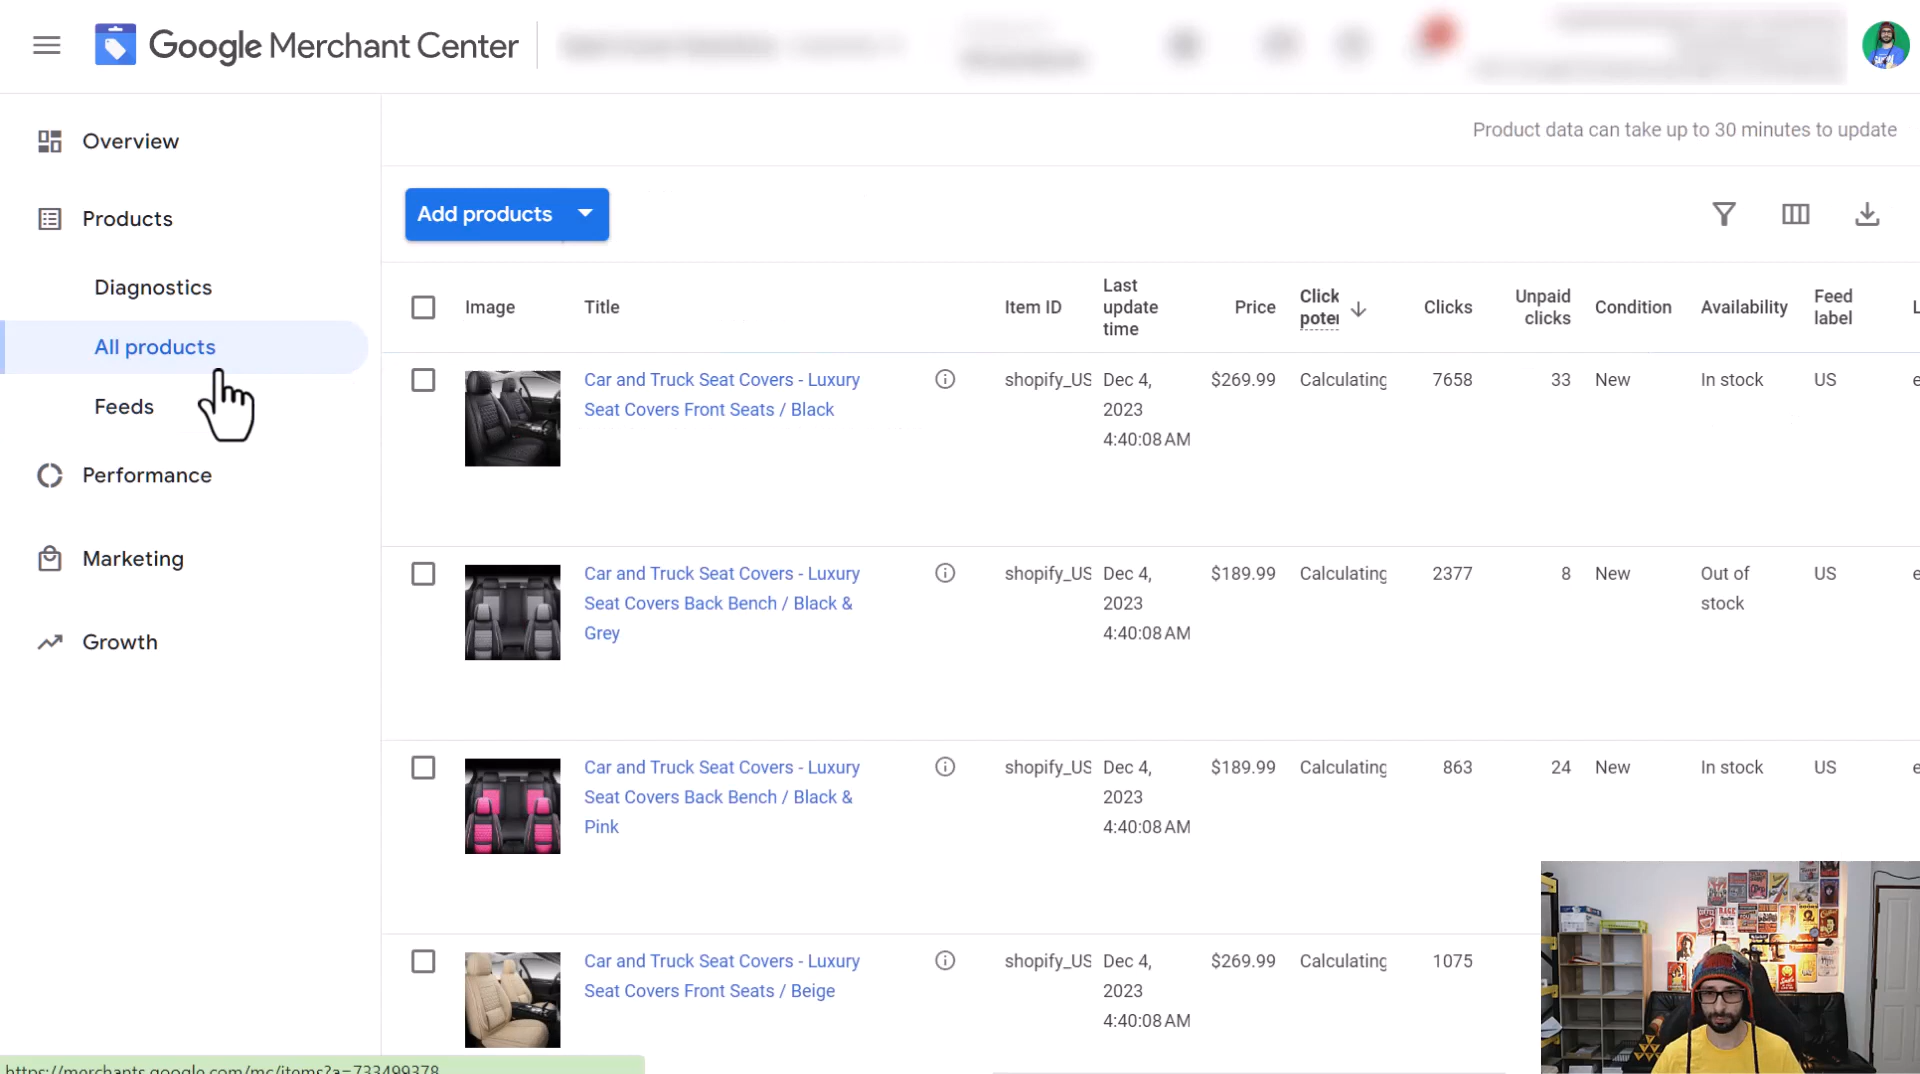 Google Merchant Center
Overview
Products
Diagnostics
All products
Feeds
Performance
Marketing
Growth
Product data can take up to 30 minutes to update
Add products
Image
Title
Item ID
Last
update
time
Price
Click
poter
Clicks
Unpaid
clicks
Condition
Availability
Feed
label
Car and Truck Seat Covers - Luxury
Seat Covers Front Seats / Black
shopify_US
Dec 4,
2023
4:40:08 AM
$269.99
Calculating
7658
33
New
In stock
US
Car and Truck Seat Covers - Luxury
Seat Covers Back Bench / Black &
Grey
shopify_US
Dec 4,
2023
4:40:08 AM
$189.99
Calculating
2377
8
New
Out of
stock
US
Car and Truck Seat Covers - Luxury
Seat Covers Back Bench / Black &
Pink
shopify_US
Dec 4,
2023
4:40:08 AM
$189.99
Calculating
863
24
New
In stock
US
Car and Truck Seat Covers - Luxury
Seat Covers Front Seats / Beige
shopify_US
Dec 4,
2023
4:40:08 AM
$269.99
Calculating
1075
https://merchants.google.com/mc/items?a=733499378